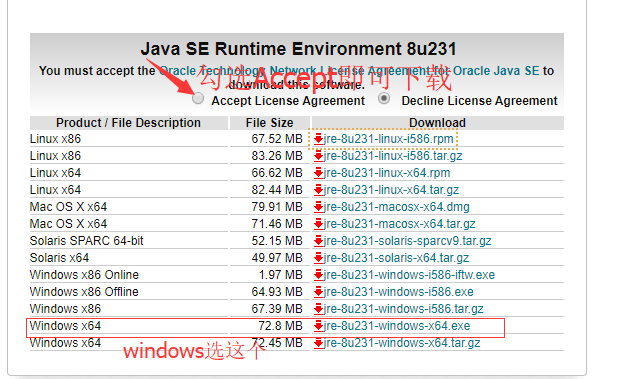 Java SE Runtime Environment 8u231
You must accept the Oracle Technology Network License Agreement for Oracle Java SE to
download this software.
勾选Accept即可下载
Accept License Agreement Decline License Agreement
Product / File Description File Size Download
Linux x86 67.52 MB jre-8u231-linux-i586.rpm
Linux x86 83.26 MB jre-8u231-linux-i586.tar.gz
Linux x64 66.62 MB jre-8u231-linux-x64.rpm
Linux x64 82.44 MB jre-8u231-linux-x64.tar.gz
Mac OS X x64 79.91 MB jre-8u231-macosx-x64.dmg
Mac OS X x64 71.46 MB jre-8u231-macosx-x64.tar.gz
Solaris SPARC 64-bit 52.15 MB jre-8u231-solaris-sparcv9.tar.gz
Solaris x64 49.97 MB jre-8u231-solaris-x64.tar.gz
Windows x86 Online 1.97 MB jre-8u231-windows-i586-iftw.exe
Windows x86 Offline 64.93 MB jre-8u231-windows-i586.exe
Windows x86 67.39 MB jre-8u231-windows-i586.tar.gz
Windows x64 72.8 MB jre-8u231-windows-x64.exe
Windows x64 72.45 MB jre-8u231-windows-x64.tar.gz
windows选这个